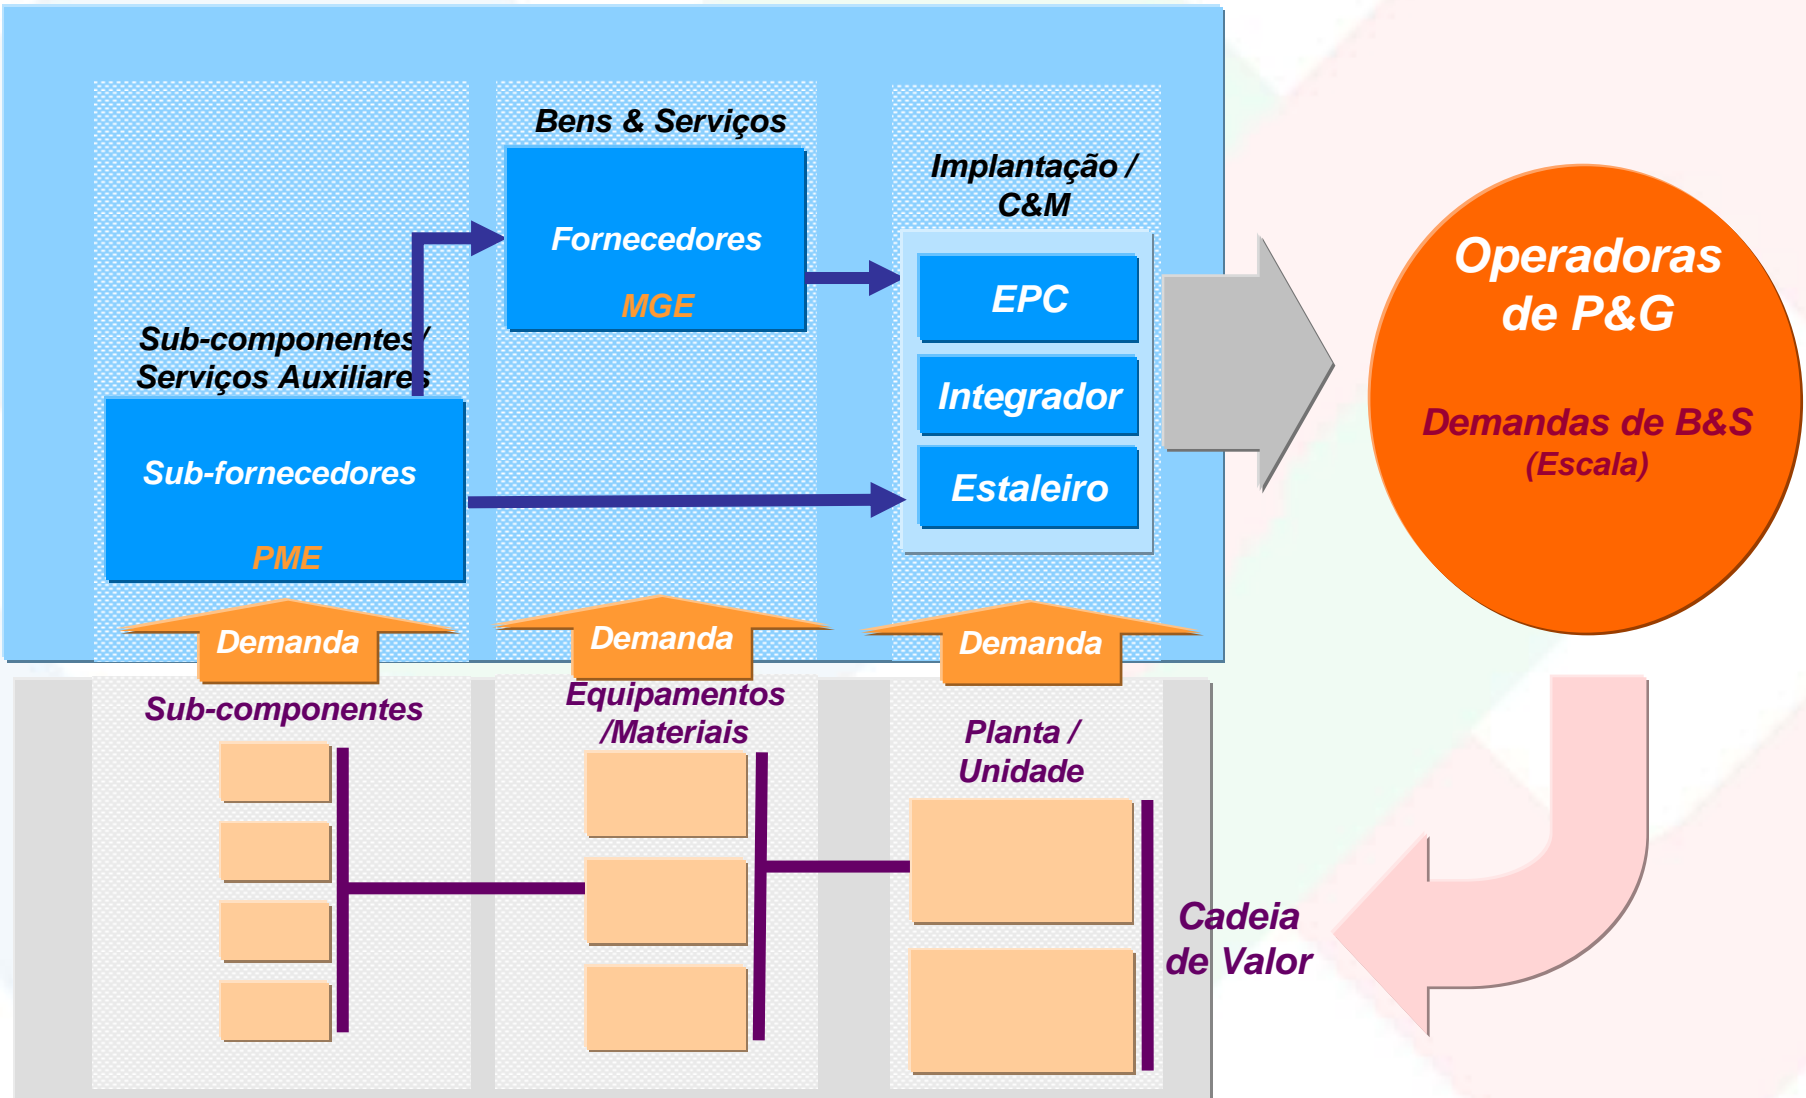 Bens & Serviços
Fornecedores
MGE
Implantação /
C&M
EPC
Integrador
Estaleiro
Sub-componentes/
Serviços Auxiliares
Sub-fornecedores
PME
Operadoras
de P&G
Demandas de B&S
(Escala)
Demanda
Demanda
Demanda
Sub-componentes
Equipamentos
/Materiais
Planta /
Unidade
Cadeia
de Valor